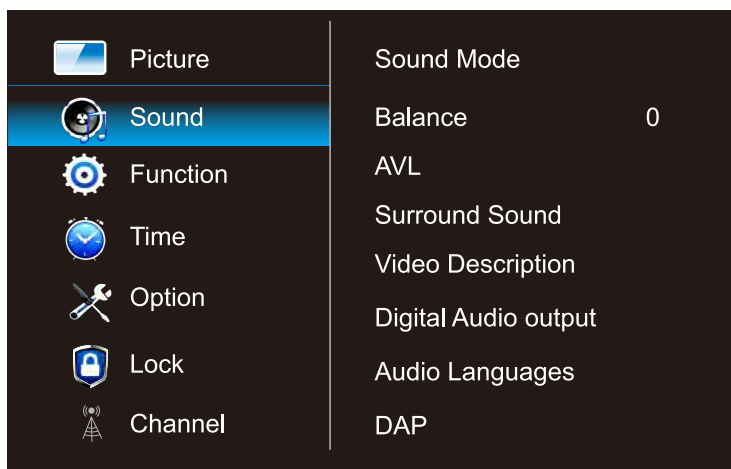 Picture
Sound
Function
Time
Option
Lock
Channel
Sound Mode
Balance 0
AVL
Surround Sound
Video Description
Digital Audio output
Audio Languages
DAP